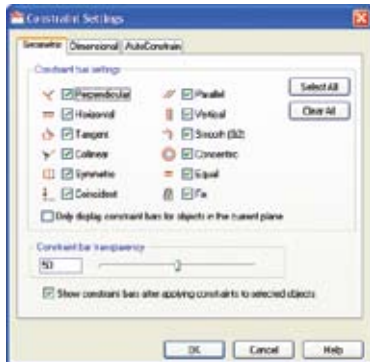 Constraint Settings
Geometric Dimensional AutoConstrain
Constraint bar settings
Perpendicular Parallel Select All
Horizontal Vertical Clear All
Tangent Smooth (G2)
Colinear Concentric
Symmetric Equal
Coincident Fix
Only display constraint bars for objects in the current plane
Constraint bar transparency
50
Show constraint bars after applying constraints to selected objects
OK Cancel Help